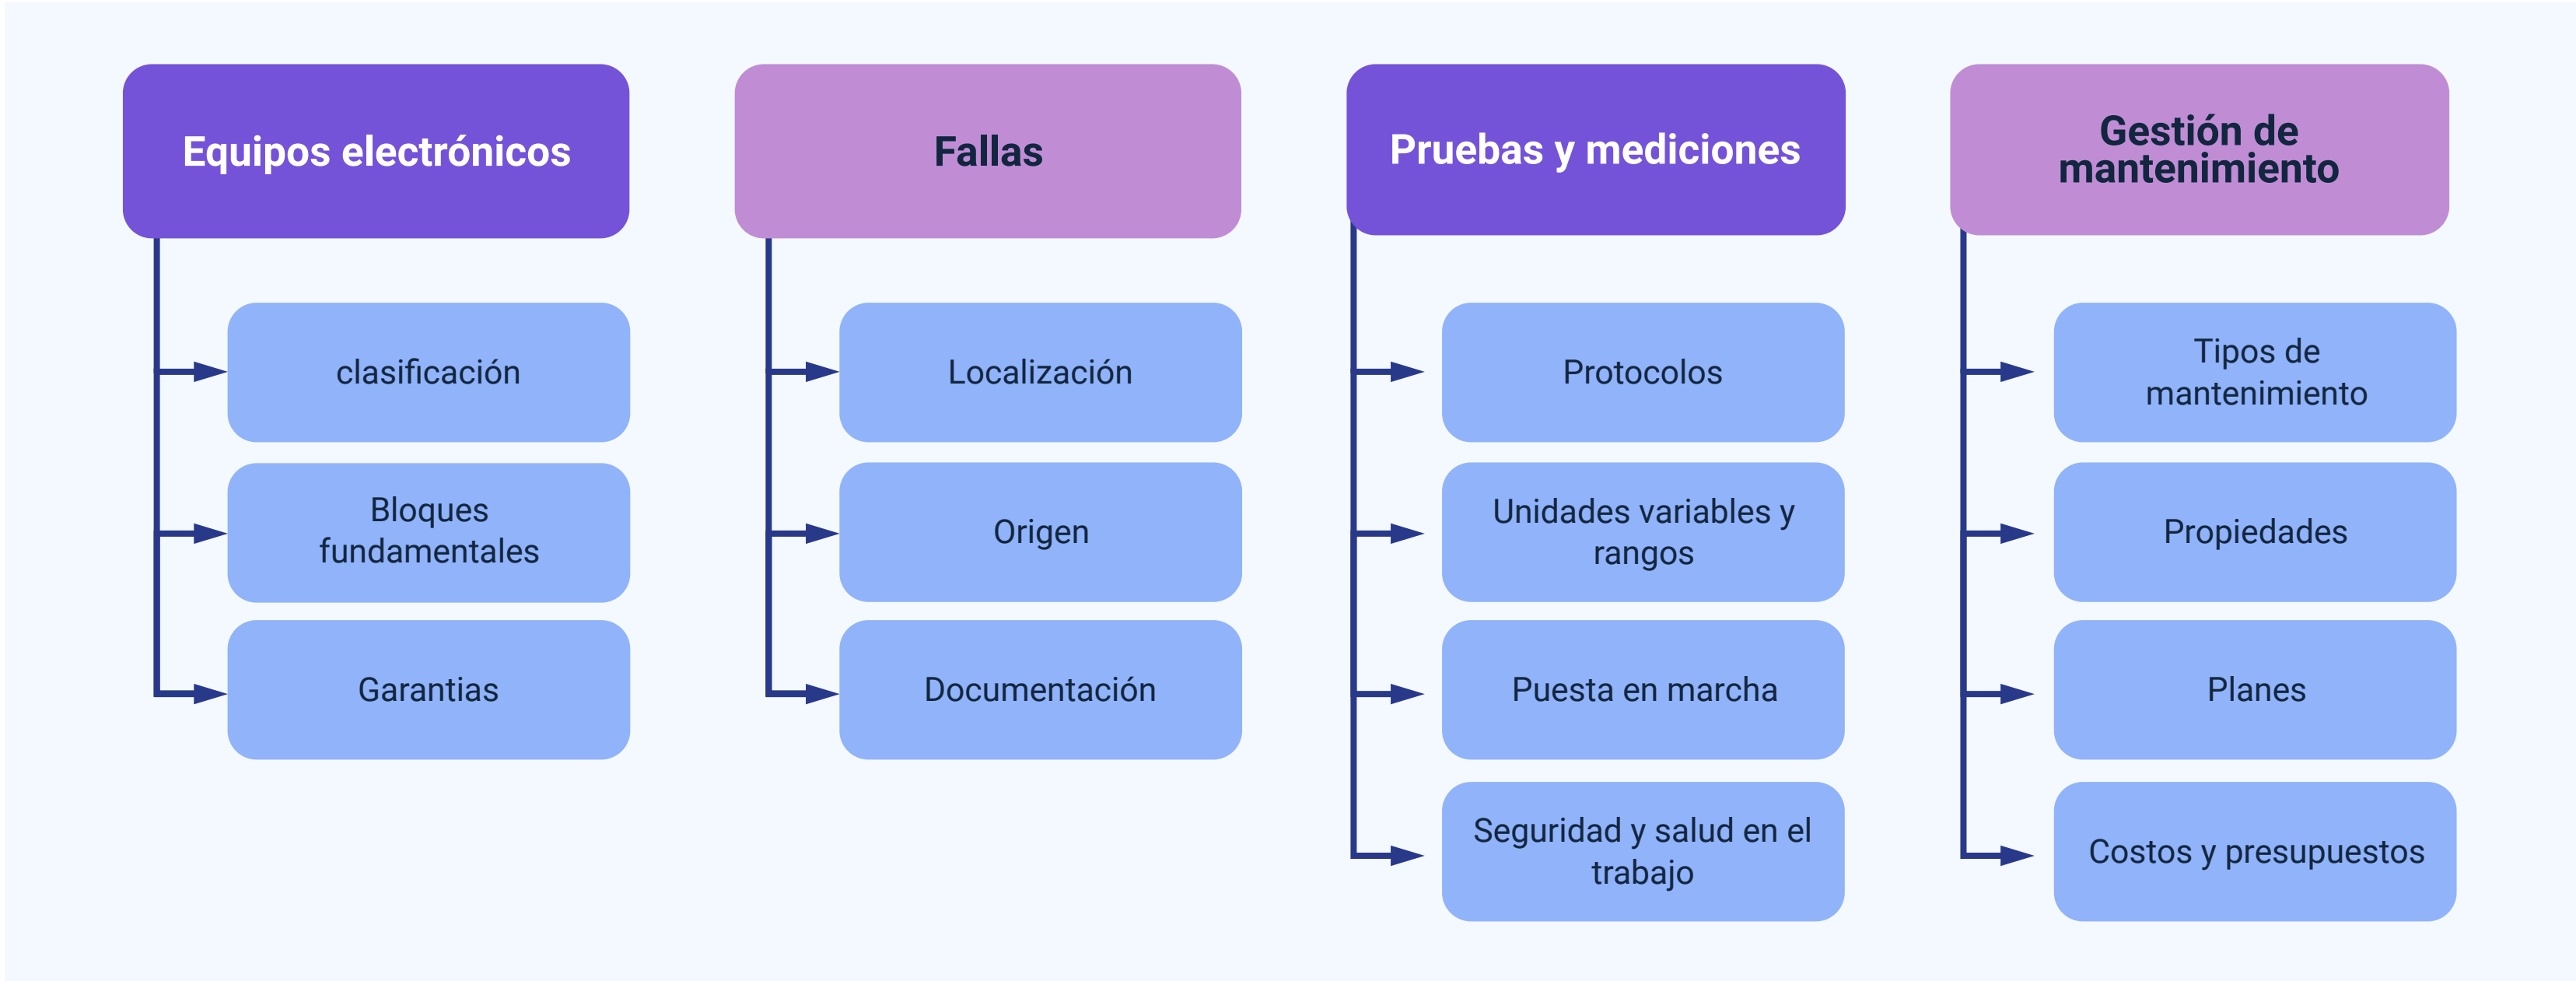 Equipos electrónicos
clasificación
Bloques
fundamentales
Garantias
Fallas
Localización
Origen
Documentación
Pruebas y mediciones
Protocolos
Unidades variables y
rangos
Puesta en marcha
Seguridad y salud en el
trabajo
Gestión de
mantenimiento
Tipos de
mantenimiento
Propiedades
Planes
Costos y presupuestos